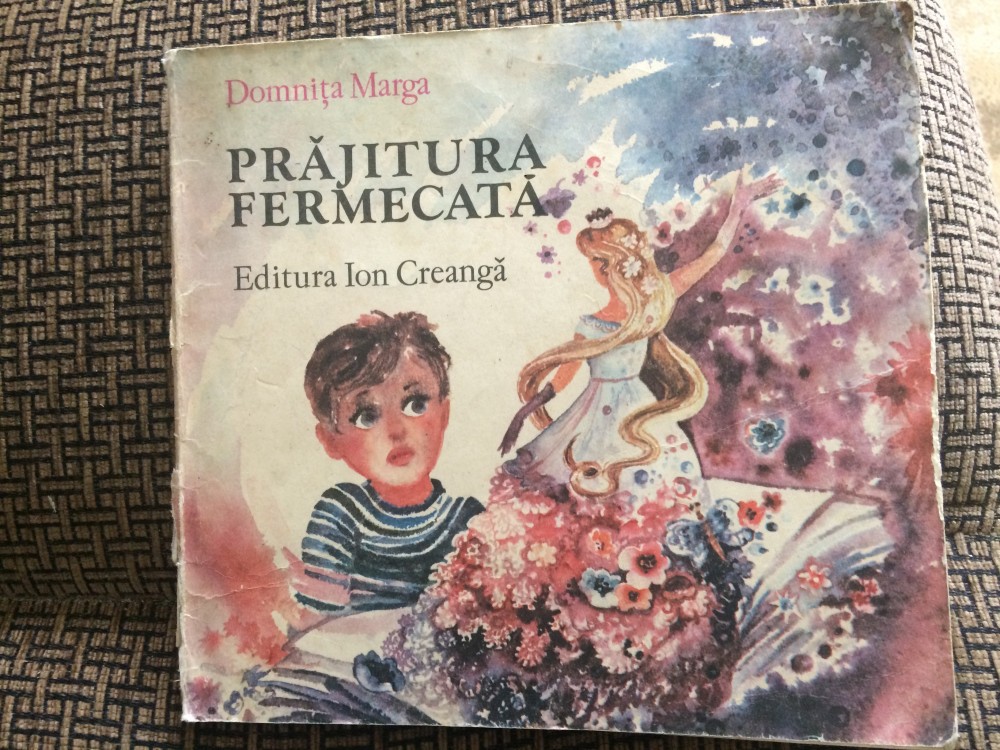 Domnița Marga
PRĂJITURA
FERMECATĂ
Editura Ion Creangă